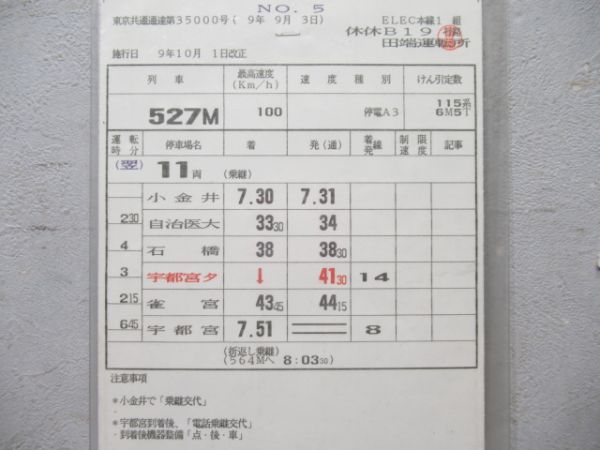 NO. 5
東京共通通達第35000号( 9年 9月 3日)
ELEC本線1 組
休休B19
田端運転所
施行日 9年10月 1日改正
列 車 最高速度 (Km/h) 速 度 種 別 けん引定数
527M 100 停電A3 115系 6M5T
運転時分 停車場名 着 発(通) 着発線 制限速度 記事
(翌) 11両 (乗継)
小金井 7.30 7.31
230 自治医大 3330 34
4 石橋 38 3830
3 宇都宮タ ↓ 4130 14
215 雀宮 4345 4415
645 宇都宮 7.51 8
(折返し乗継)
(564Mへ 8:0330)
注意事項
*小金井で「乗継交代」
*宇都宮到着後、「電話乗継交代」
・到着後機器整備「点・後・車」